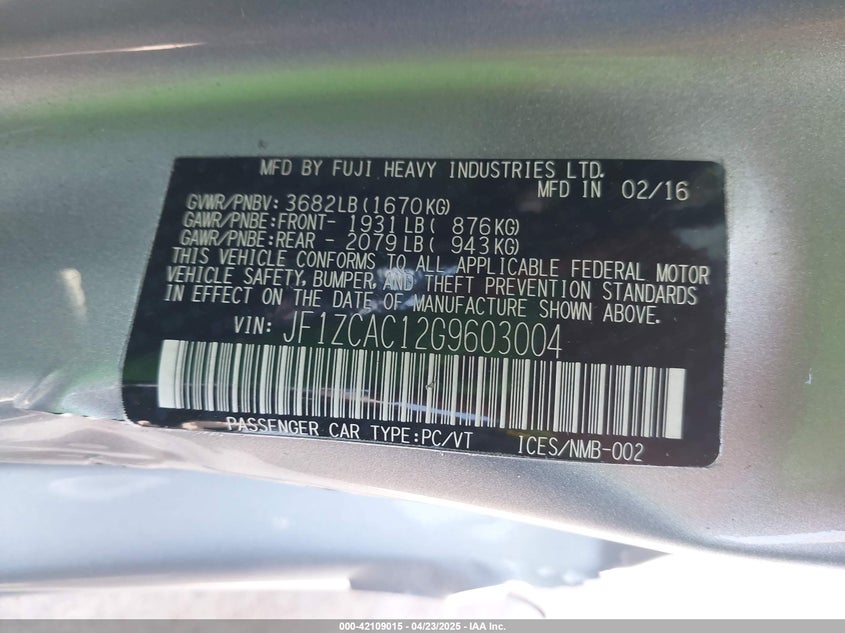 MFD BY FUJI HEAVY INDUSTRIES LTD.
MFD IN 02/16
GVWR/PNBV: 3682LB(1670KG)
GAWR/PNBE:FRONT- 1931LB( 876KG)
GAWR/PNBE:REAR - 2079LB( 943KG)
THIS VEHICLE CONFORMS TO ALL APPLICABLE FEDERAL MOTOR
VEHICLE SAFETY, BUMPER, AND THEFT PREVENTION STANDARDS
IN EFFECT ON THE DATE OF MANUFACTURE SHOWN ABOVE.
VIN: JF1ZCAC12G9603004
PASSENGER CAR TYPE:PC/VT
ICES/NMB-002
000-42109015 - 04/23/2025 - IAA Inc.